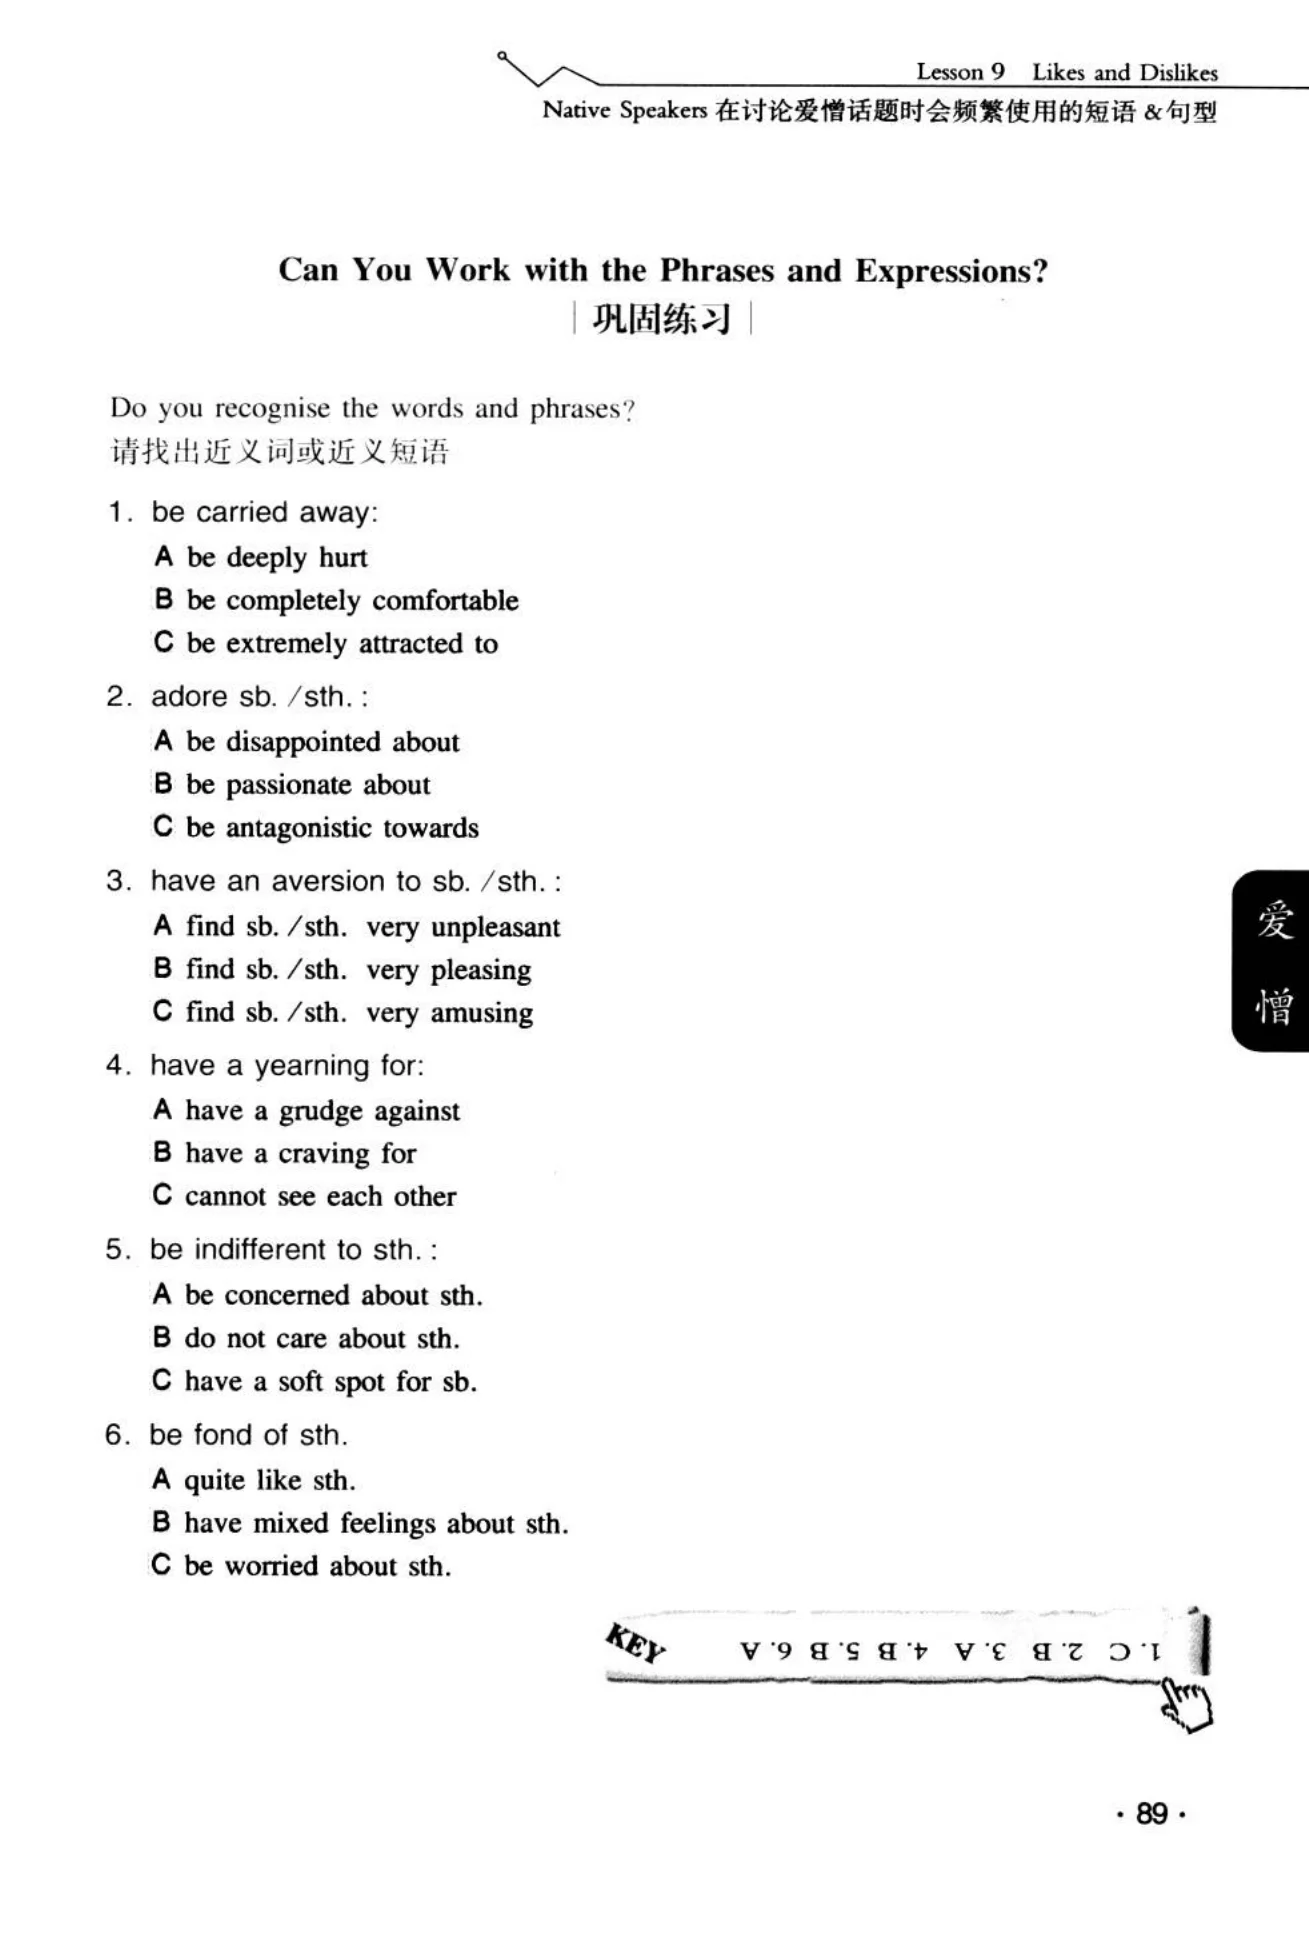 Lesson 9 Likes and Dislikes
Native Speakers 在讨论爱憎话题时会频繁使用的短语 & 句型
Can You Work with the Phrases and Expressions?
巩固练习
Do you recognise the words and phrases?
请找出近义词或近义短语
1. be carried away:
A be deeply hurt
B be completely comfortable
C be extremely attracted to
2. adore sb. /sth. :
A be disappointed about
B be passionate about
C be antagonistic towards
3. have an aversion to sb. /sth. :
A find sb. /sth. very unpleasant
B find sb. /sth. very pleasing
C find sb. /sth. very amusing
4. have a yearning for:
A have a grudge against
B have a craving for
C cannot see each other
5. be indifferent to sth. :
A be concerned about sth.
B do not care about sth.
C have a soft spot for sb.
6. be fond of sth.
A quite like sth.
B have mixed feelings about sth.
C be worried about sth.
爱憎
KEY
1. C 2. B 3. A 4. B 5. B 6. A
· 89 ·